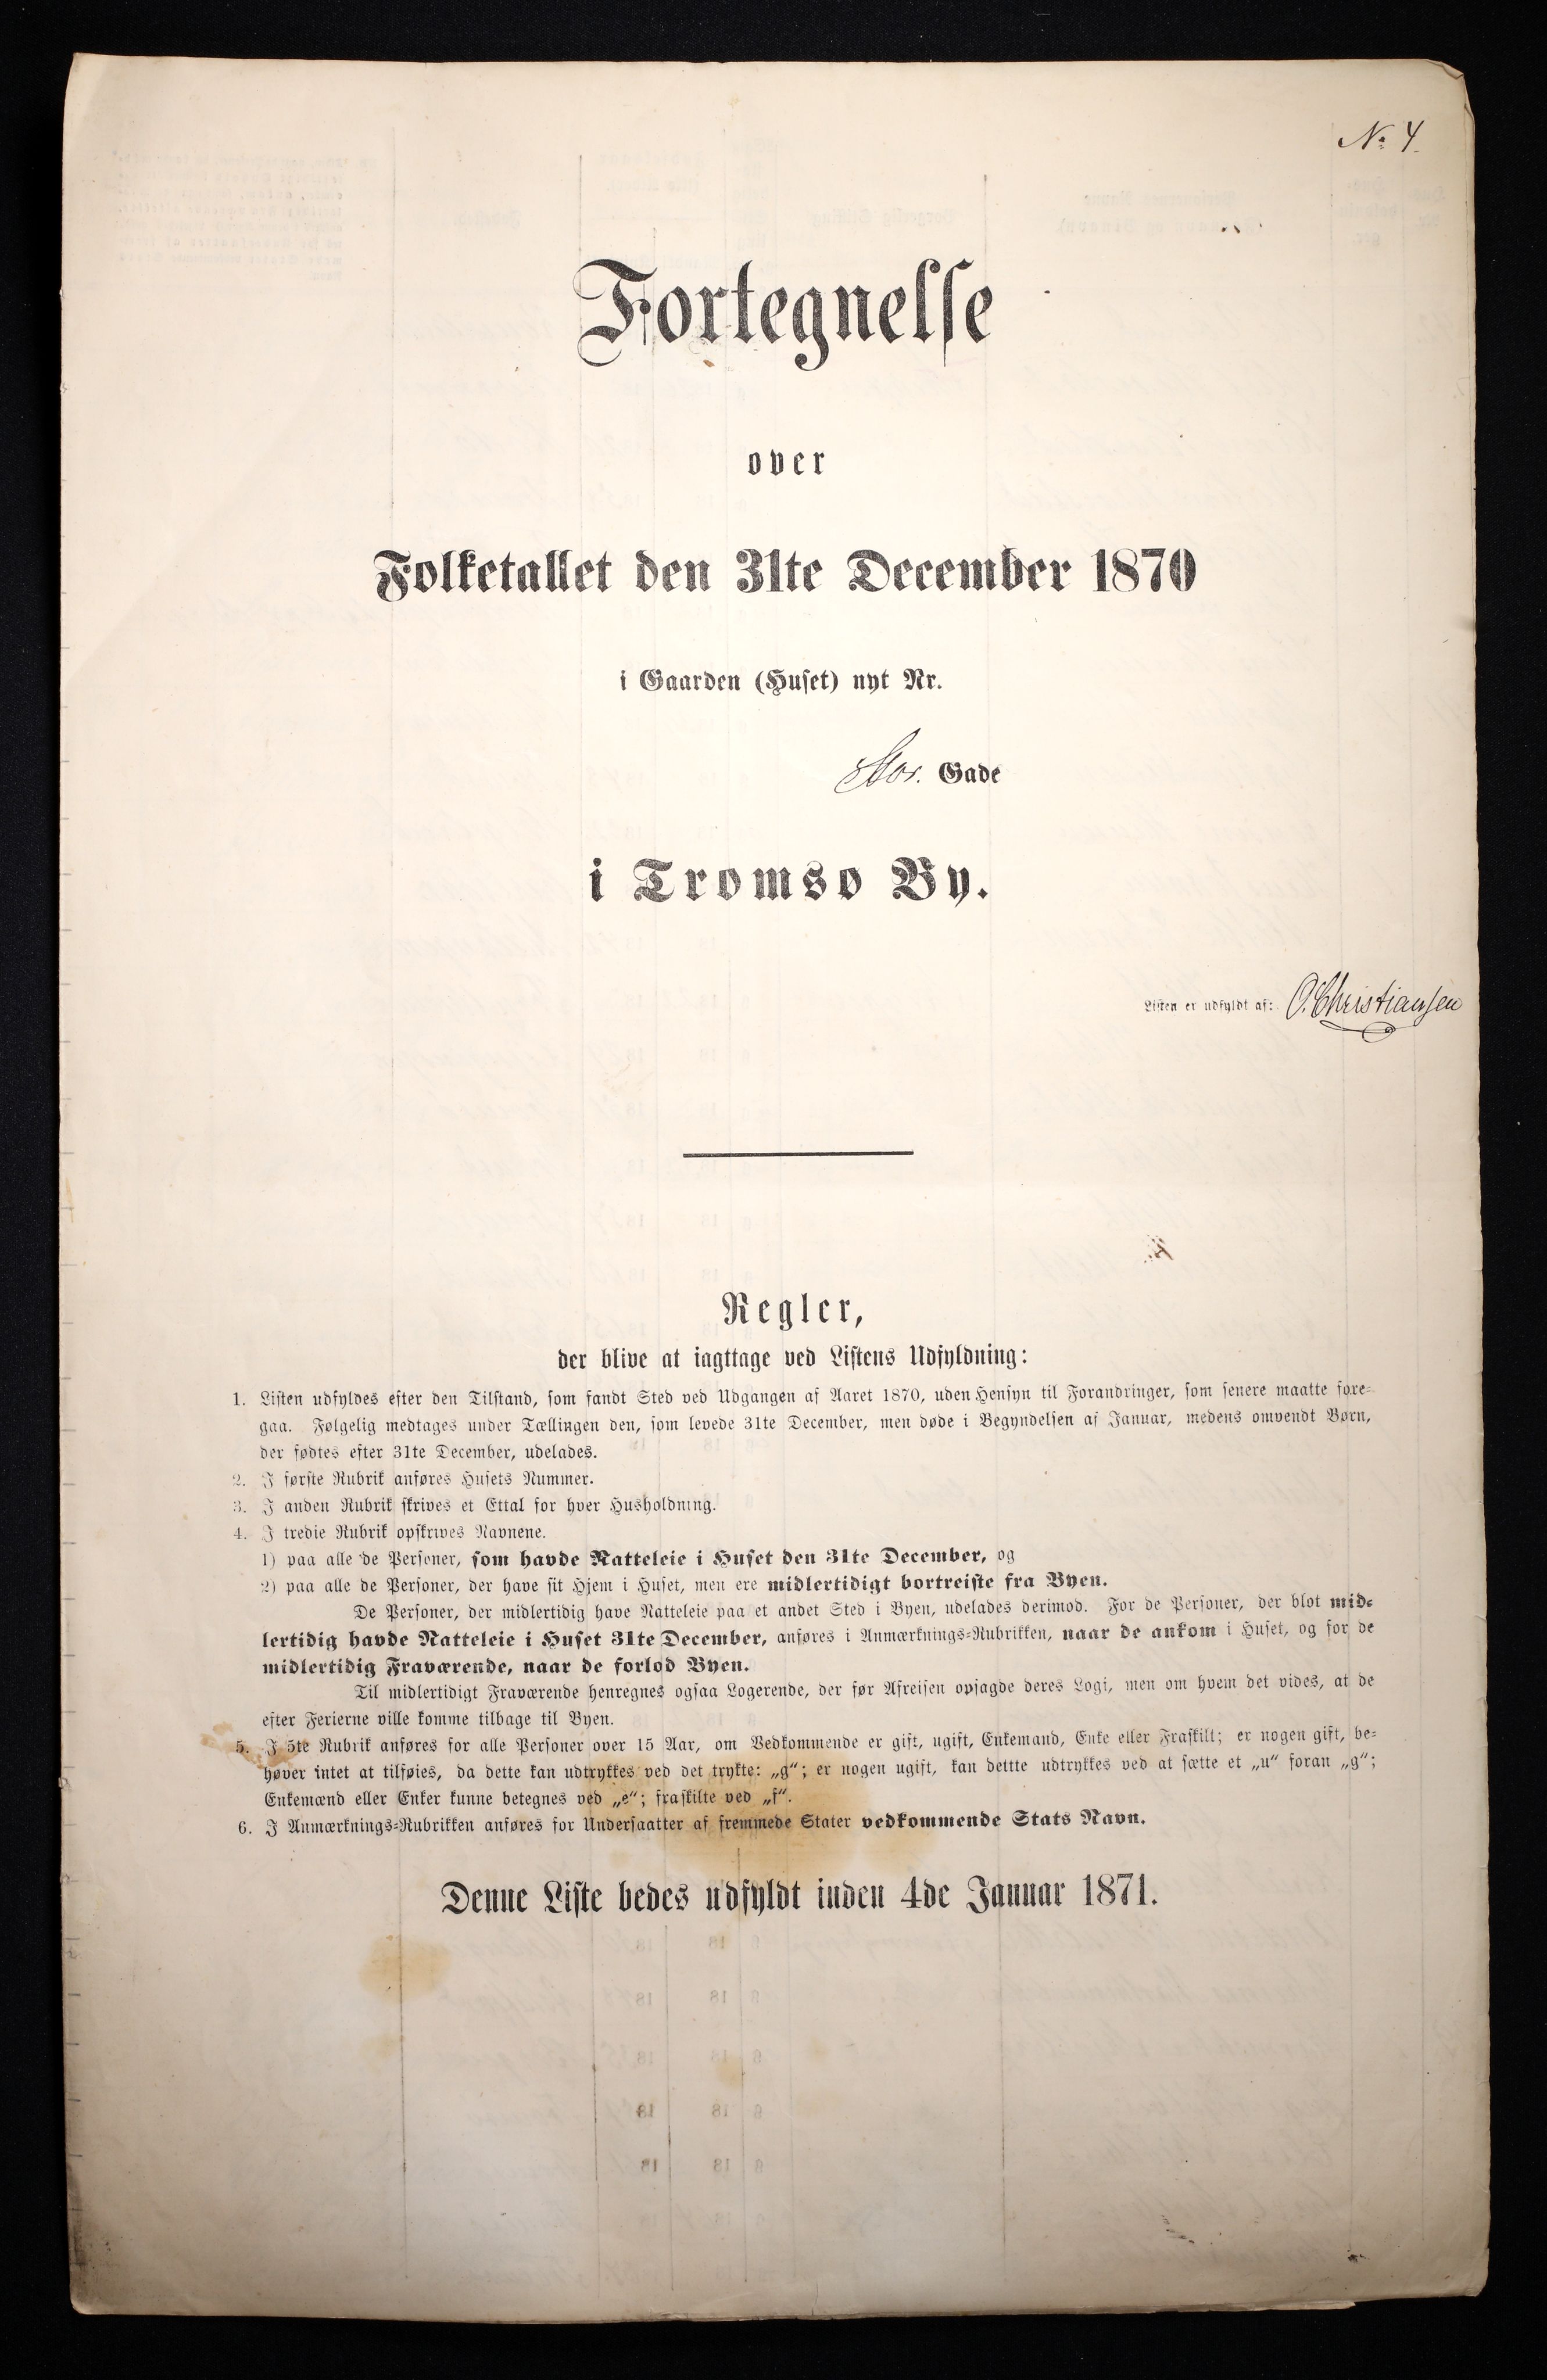 No. 4.
Fortegnelse
over
Folketallet den 31te December 1870
i Gaarden (Huset) nyt Nr.
Stor. Gade
i Tromsø By.
Listen er udfyldt af: O. Christiansen
Regler,
der blive at iagttage ved Listens Udfyldning:
1. Listen udfyldes efter den Tilstand, som fandt Sted ved Udgangen af Aaret 1870, uden Hensyn til Forandringer, som senere maatte fore-
gaa. Følgelig medtages under Tællingen den, som levede 31te December, men døde i Begyndelsen af Januar, medens omvendt Børn,
der fødtes efter 31te December, udelades.
2. I første Rubrik anføres Husets Nummer.
3. I anden Rubrik skrives et Ettal for hver Husholdning.
4. I tredie Rubrik opskrives Navnene.
1) paa alle de Personer, som havde Natteleie i Huset den 31te December, og
2) paa alle de Personer, der have sit Hjem i Huset, men ere midlertidigt bortreiste fra Byen.
De Personer, der midlertidig have Natteleie paa et andet Sted i Byen, udelades derimod. For de Personer, der blot mid-
lertidig havde Natteleie i Huset 31te December, anføres i Anmærknings-Rubrikken, naar de ankom i Huset, og for de
midlertidig Fraværende, naar de forlod Byen.
Til midlertidigt Fraværende henregnes ogsaa Logerende, der før Afreisen opsagde deres Logi, men om hvem det vides, at de
efter Ferierne ville komme tilbage til Byen.
5. I 5te Rubrik anføres for alle Personer over 15 Aar, om Vedkommende er gift, ugift, Enkemand, Enke eller Fraskilt; er nogen gift, be-
høver intet at tilføies, da dette kan udtrykkes ved det trykte: „g“; er nogen ugift, kan dettte udtrykkes ved at sætte et „u“ foran „g“;
Enkemænd eller Enker kunne betegnes ved „e“; fraskilte ved „f“.
6. I Anmærknings-Rubrikken anføres for Undersaatter af fremmede Stater vedkommende Stats Navn.
Denne Liste bedes udfyldt inden 4de Januar 1871.